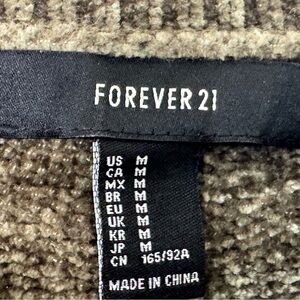 FOREVER 21
US M
CA M
MX M
BR M
EU M
UK M
KR M
JP M
CN 165/92A
MADE IN CHINA